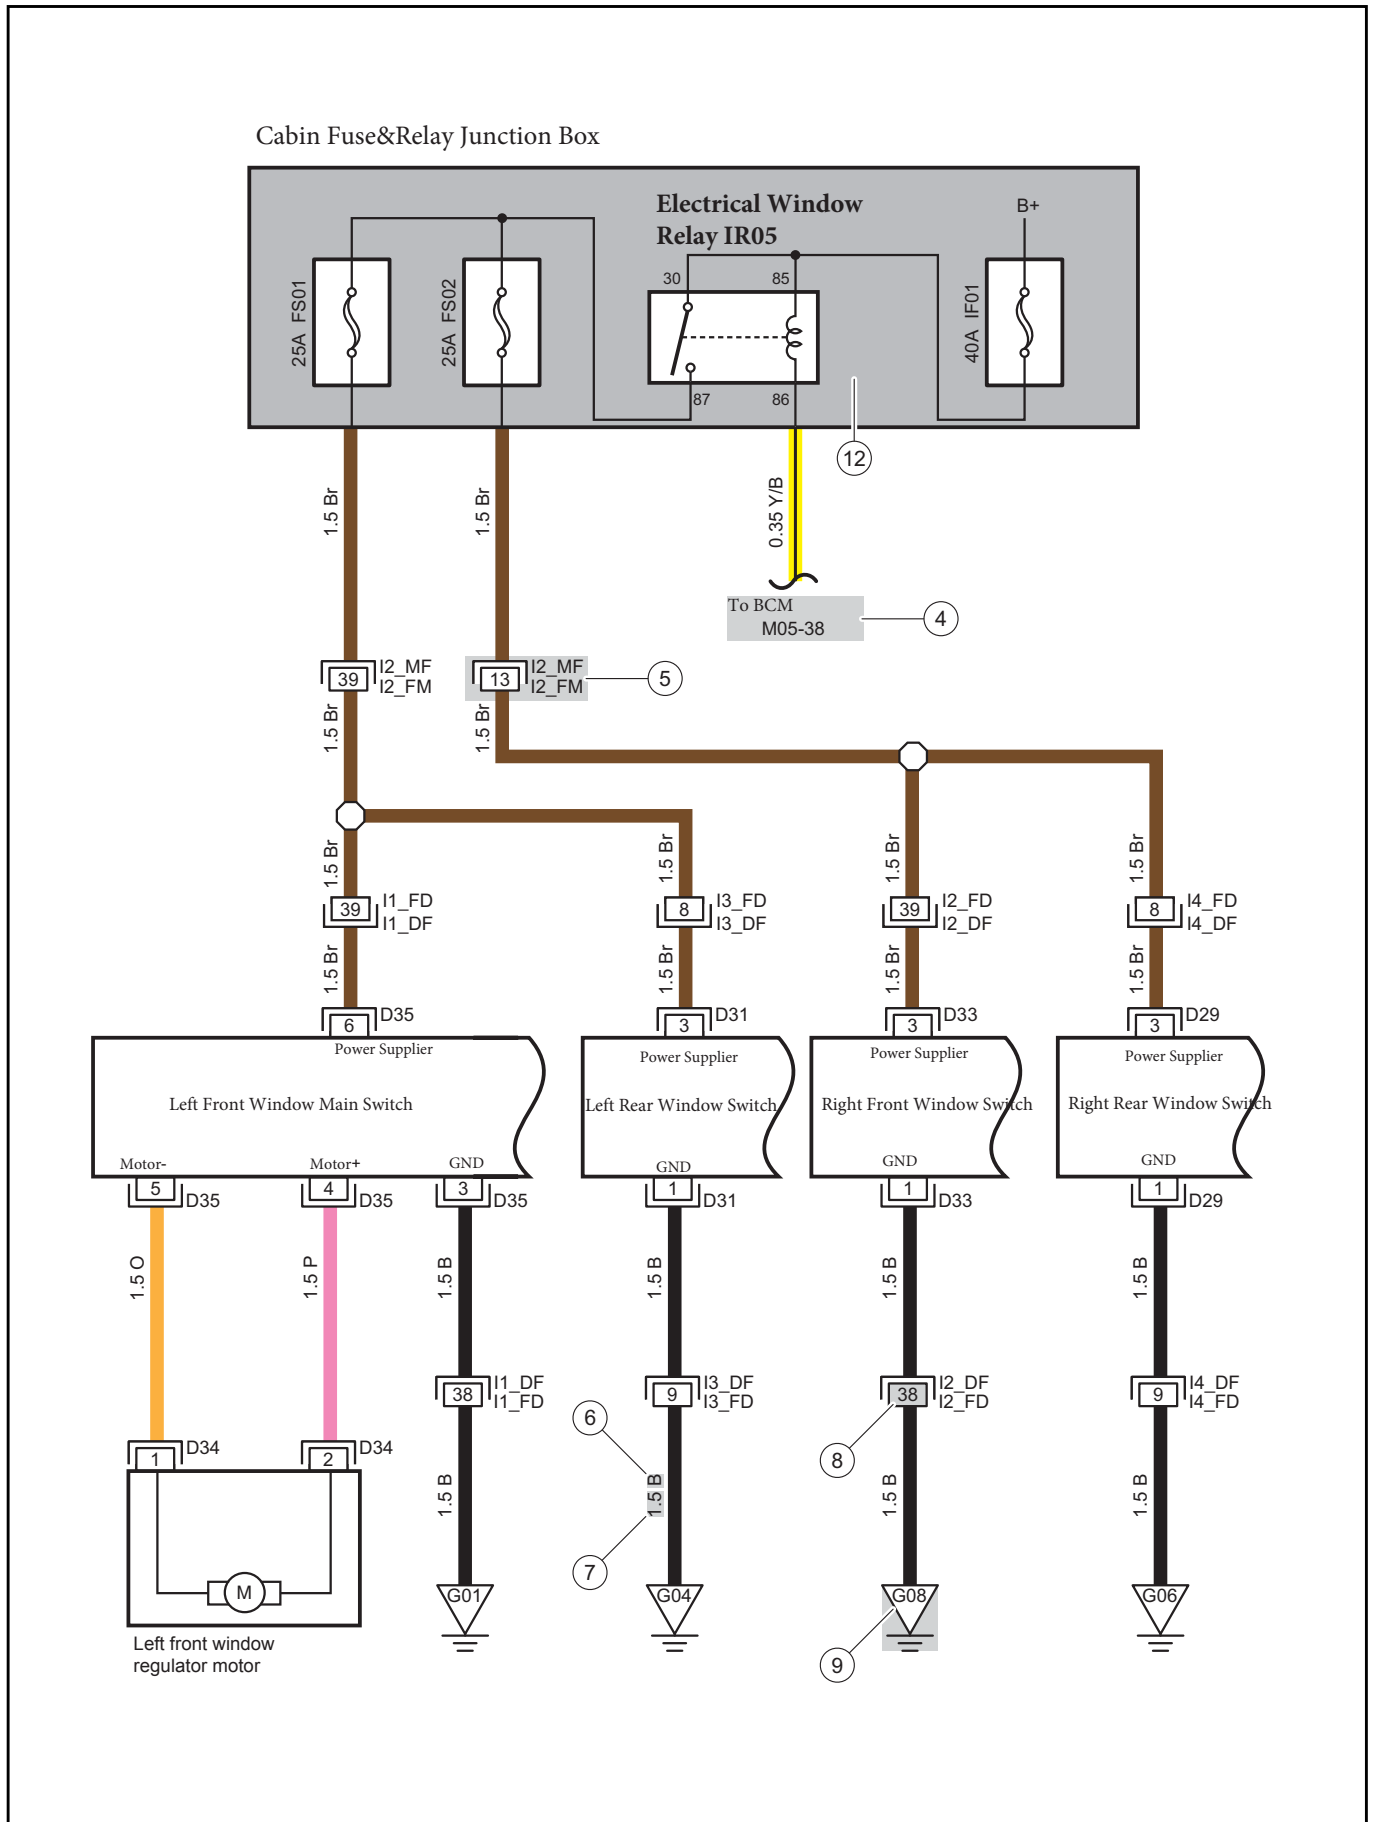 Cabin Fuse&Relay Junction Box
Electrical Window
Relay IR05
B+
30
85
25A FS01
25A FS02
40A IF01
87
86
12
1.5 Br
1.5 Br
0.35 Y/B
To BCM
M05-38
4
39
I2_MF
I2_FM
13
I2_MF
I2_FM
5
1.5 Br
1.5 Br
1.5 Br
1.5 Br
1.5 Br
1.5 Br
39
I1_FD
I1_DF
8
I3_FD
I3_DF
39
I2_FD
I2_DF
8
I4_FD
I4_DF
1.5 Br
1.5 Br
1.5 Br
1.5 Br
6
D35
3
D31
3
D33
3
D29
Power Supplier
Power Supplier
Power Supplier
Power Supplier
Left Front Window Main Switch
Left Rear Window Switch
Right Front Window Switch
Right Rear Window Switch
Motor-
Motor+
GND
GND
GND
GND
5
D35
4
D35
3
D35
1
D31
1
D33
1
D29
1.5 O
1.5 P
1.5 B
1.5 B
1.5 B
1.5 B
38
I1_DF
I1_FD
9
I3_DF
I3_FD
38
I2_DF
I2_FD
9
I4_DF
I4_FD
6
8
1
D34
2
D34
1.5 B
1.5 B
1.5 B
1.5 B
7
M
G01
G04
G08
G06
9
Left front window
regulator motor